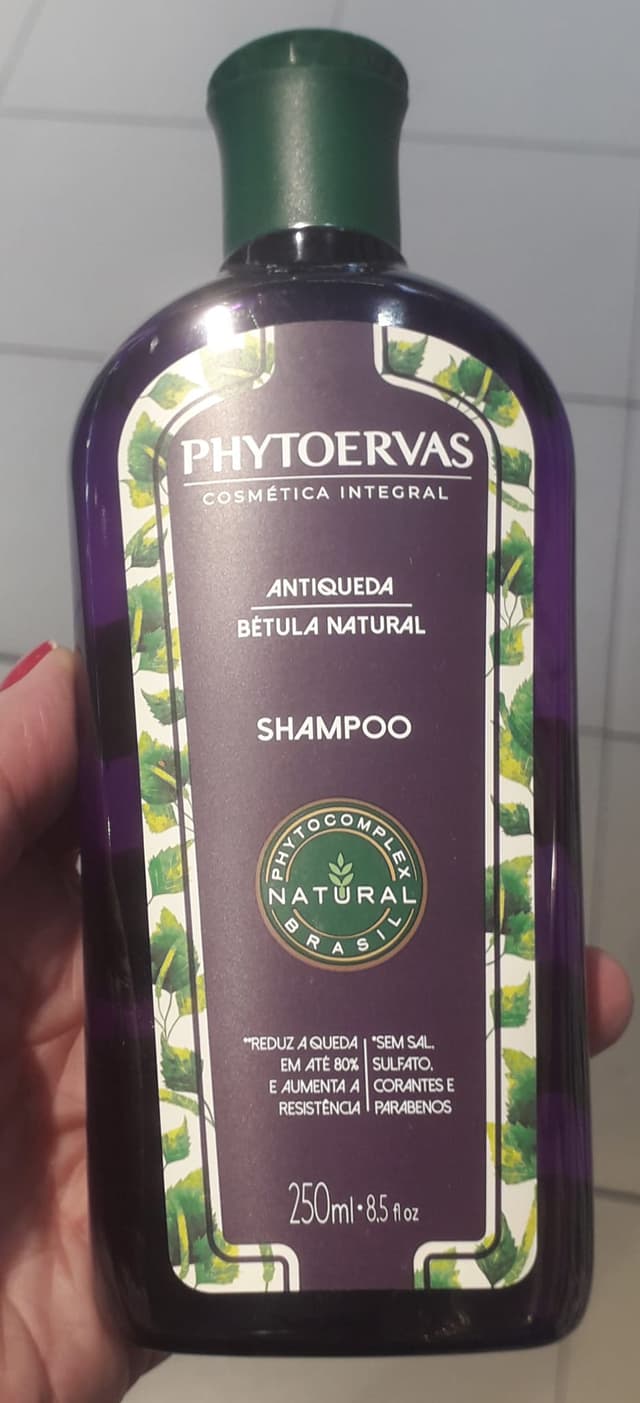 PHYTOERVAS
COSMÉTICA INTEGRAL
ANTIQUEDA
BÉTULA NATURAL
SHAMPOO
PHYTOCOMPLEX
NATURAL
BRASIL
**REDUZ A QUEDA
EM ATÉ 80%
E AUMENTA A
RESISTÊNCIA
*SEM SAL,
SULFATO,
CORANTES E
PARABENOS
250ml • 8.5 fl oz